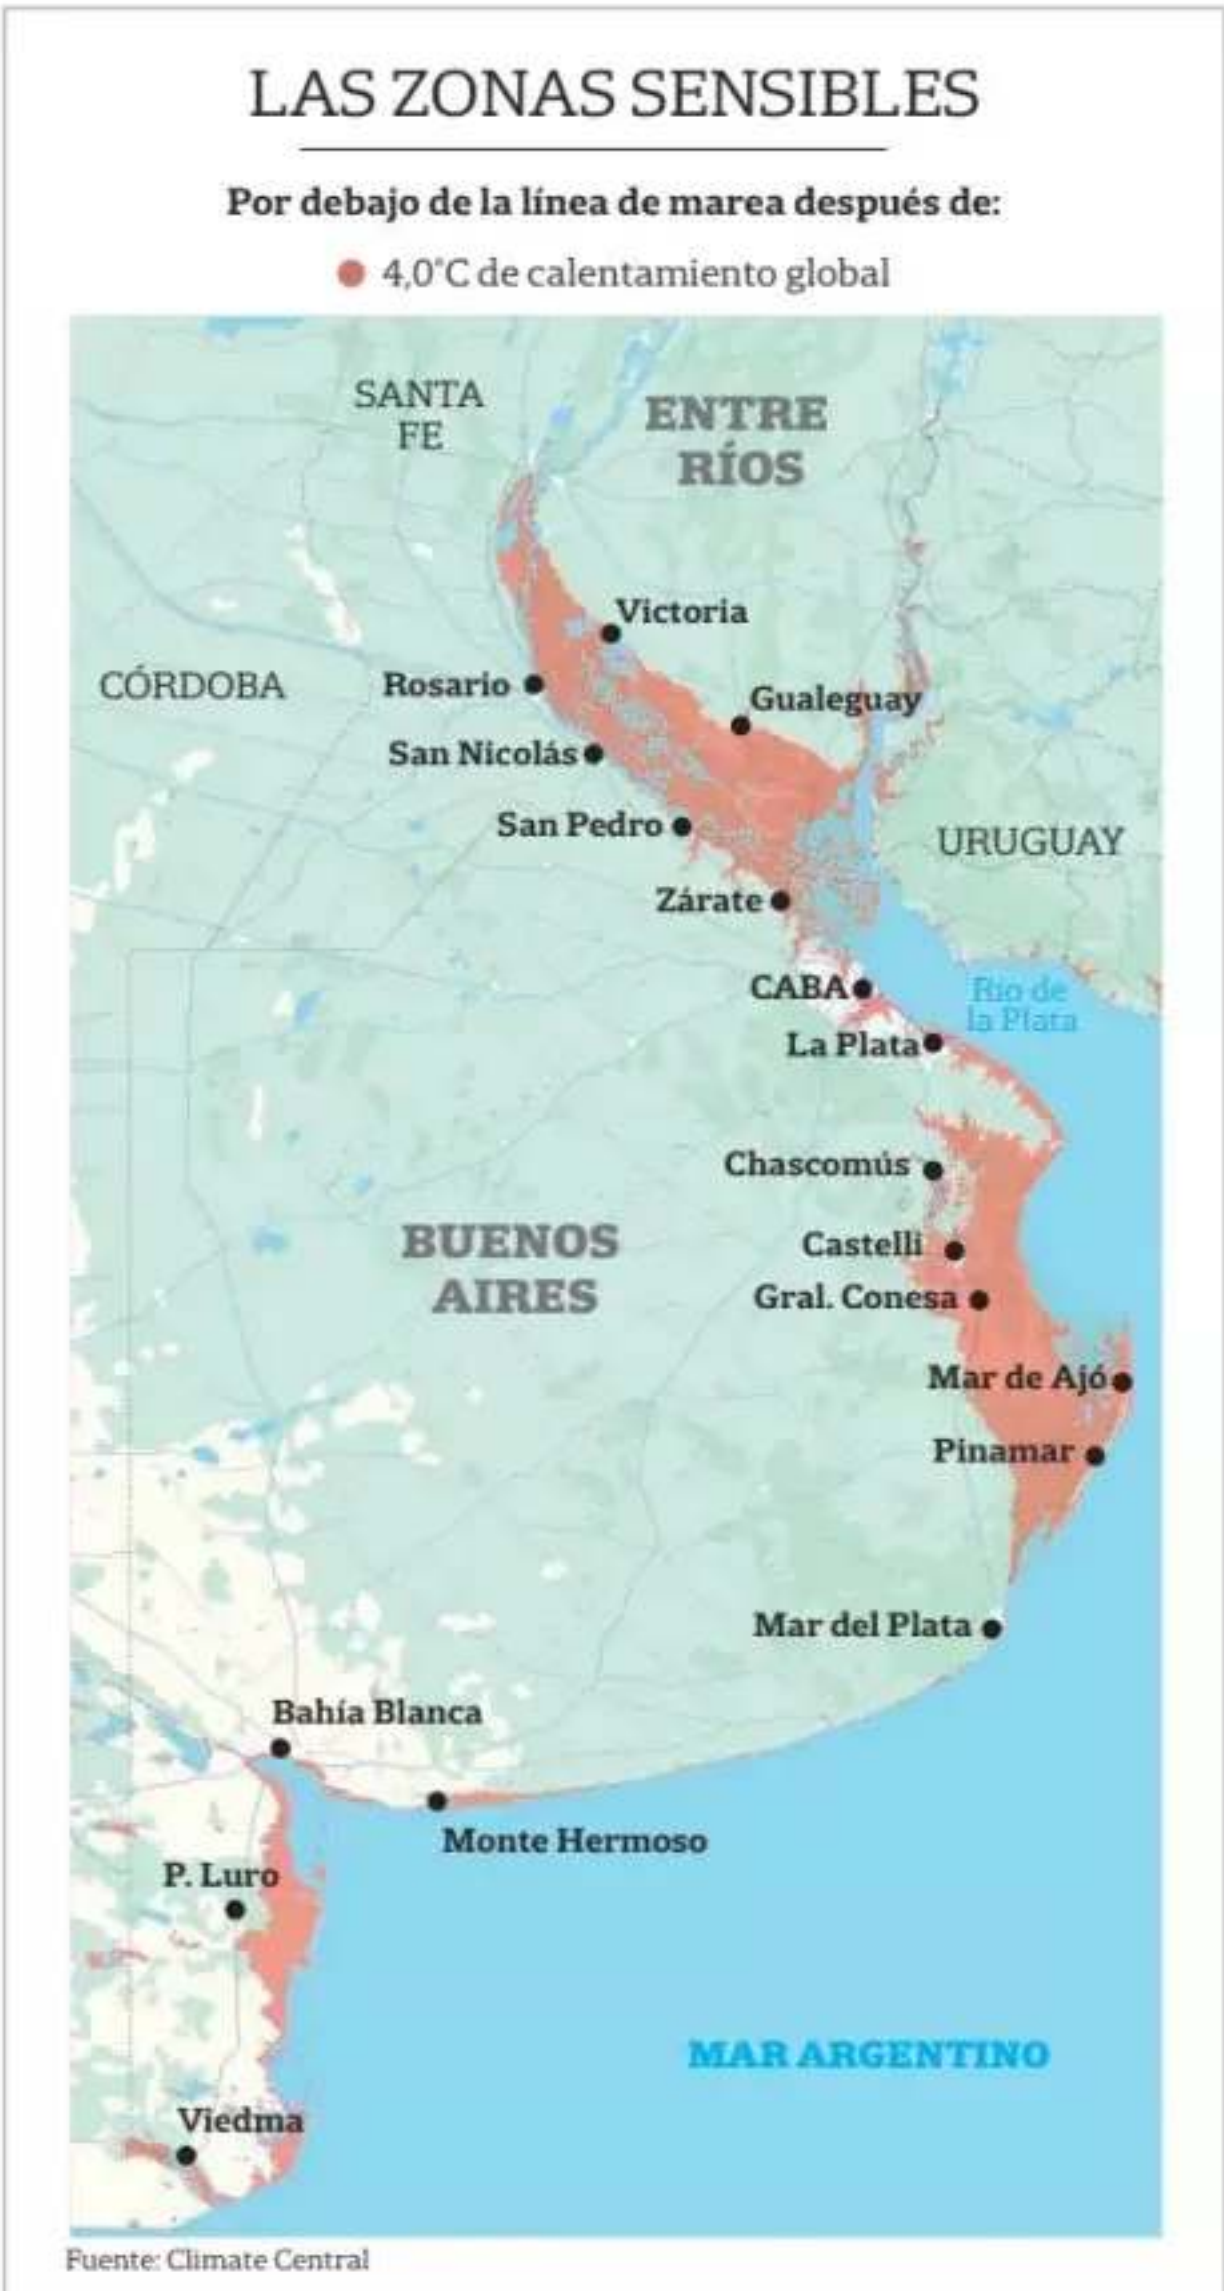 LAS ZONAS SENSIBLES
Por debajo de la línea de marea después de:
4,0°C de calentamiento global
SANTA
FE
ENTRE
RÍOS
Victoria
CÓRDOBA
Rosario
Gualeguay
San Nicolás
San Pedro
URUGUAY
Zárate
CABA
Río de
la Plata
La Plata
Chascomús
BUENOS
AIRES
Castelli
Gral. Conesa
Mar de Ajó
Pinamar
Mar del Plata
Bahía Blanca
Monte Hermoso
P. Luro
MAR ARGENTINO
Viedma
Fuente: Climate Central